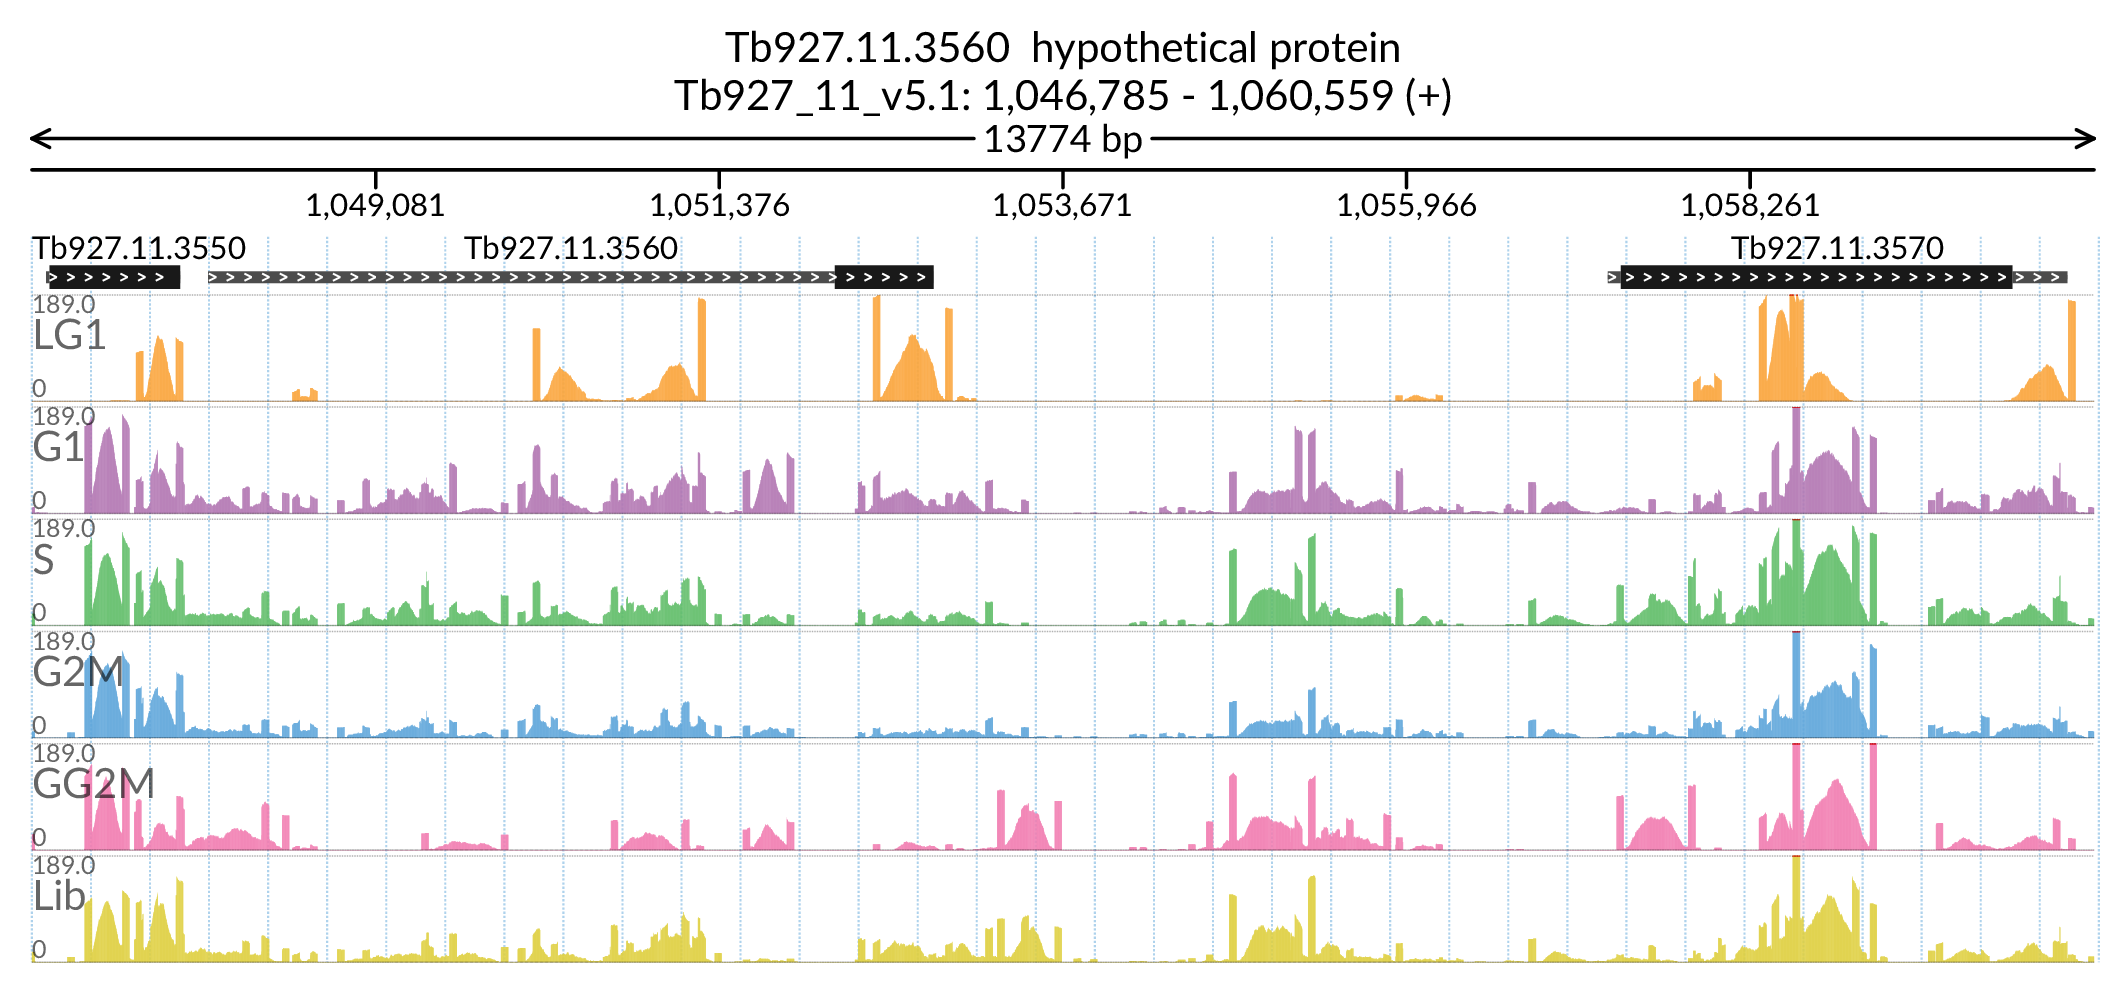 Tb927.11.3560 hypothetical protein
Tb927_11_v5.1: 1,046,785 - 1,060,559 (+)
13774 bp
1,049,081 1,051,376 1,053,671 1,055,966 1,058,261
Tb927.11.3550 Tb927.11.3560 Tb927.11.3570
189.0
LG1
0
189.0
G1
0
189.0
S
0
189.0
G2M
0
189.0
GG2M
0
189.0
Lib
0